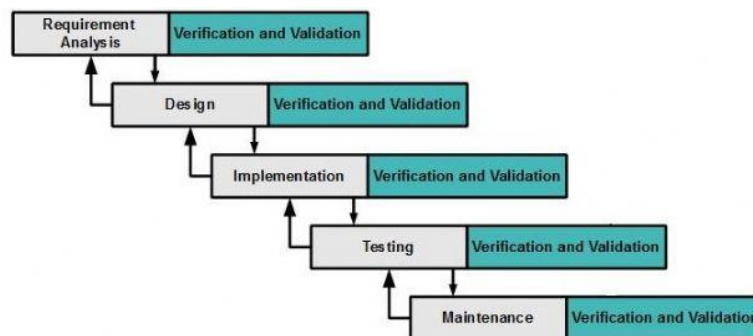 Requirement
Analysis
Verification and Validation
Design
Verification and Validation
Implementation
Verification and Validation
Testing
Verification and Validation
Maintenance
Verification and Validation